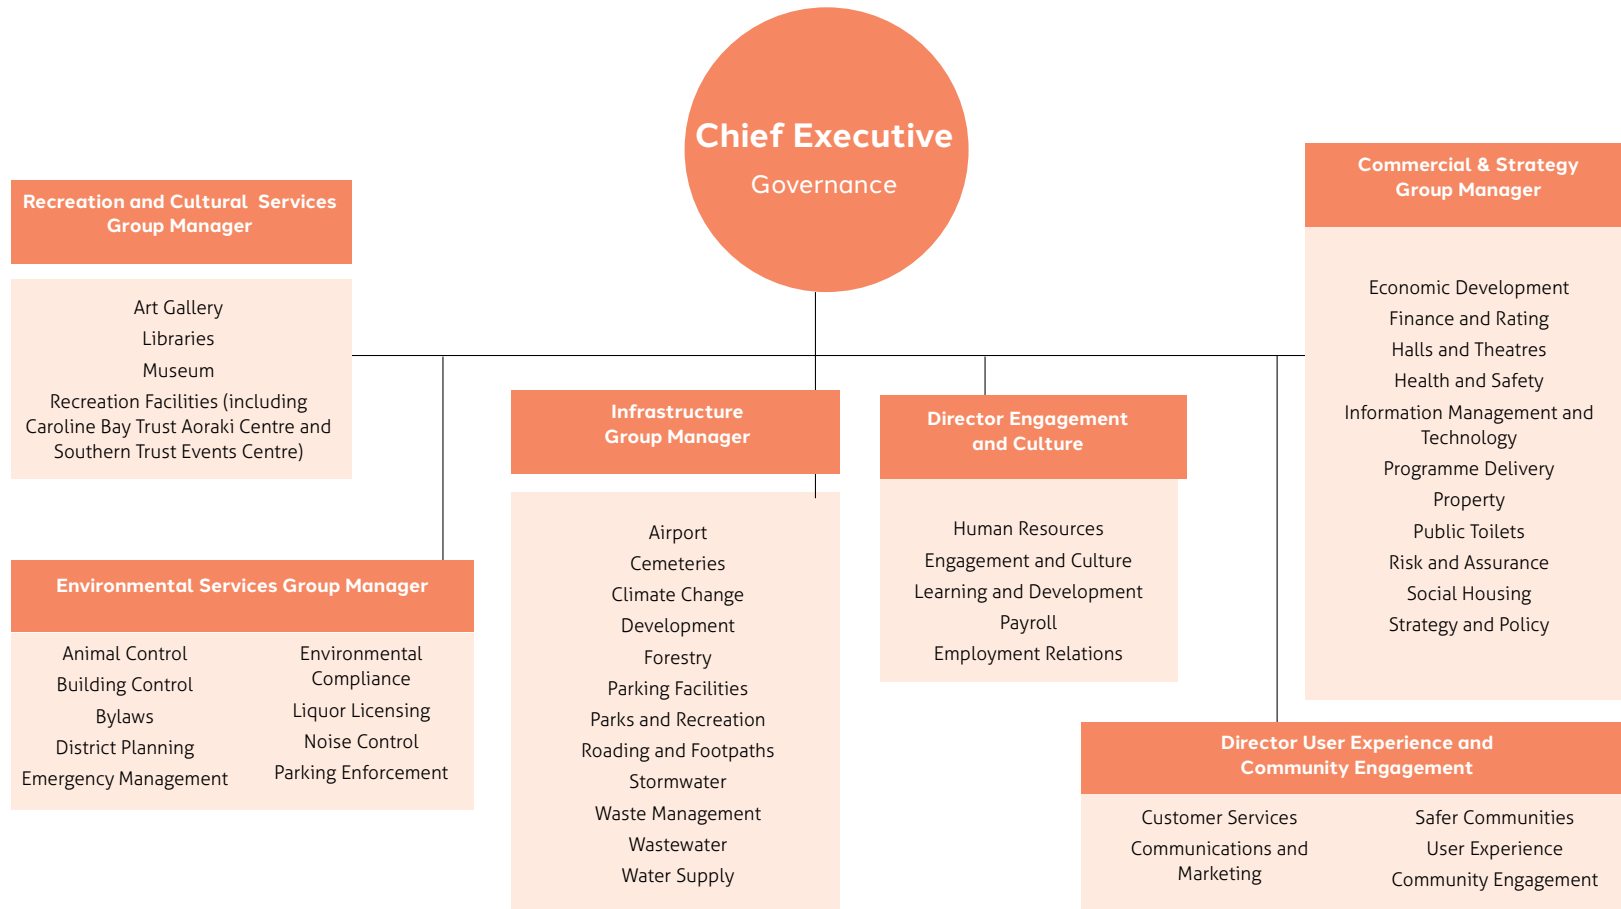 Chief Executive
Governance
Recreation and Cultural Services
Group Manager
Art Gallery
Libraries
Museum
Recreation Facilities (including
Caroline Bay Trust Aoraki Centre and
Southern Trust Events Centre)
Environmental Services Group Manager
Animal Control
Building Control
Bylaws
District Planning
Emergency Management
Environmental
Compliance
Liquor Licensing
Noise Control
Parking Enforcement
Infrastructure
Group Manager
Airport
Cemeteries
Climate Change
Development
Forestry
Parking Facilities
Parks and Recreation
Roading and Footpaths
Stormwater
Waste Management
Wastewater
Water Supply
Director Engagement
and Culture
Human Resources
Engagement and Culture
Learning and Development
Payroll
Employment Relations
Commercial & Strategy
Group Manager
Economic Development
Finance and Rating
Halls and Theatres
Health and Safety
Information Management and
Technology
Programme Delivery
Property
Public Toilets
Risk and Assurance
Social Housing
Strategy and Policy
Director User Experience and
Community Engagement
Customer Services
Communications and
Marketing
Safer Communities
User Experience
Community Engagement